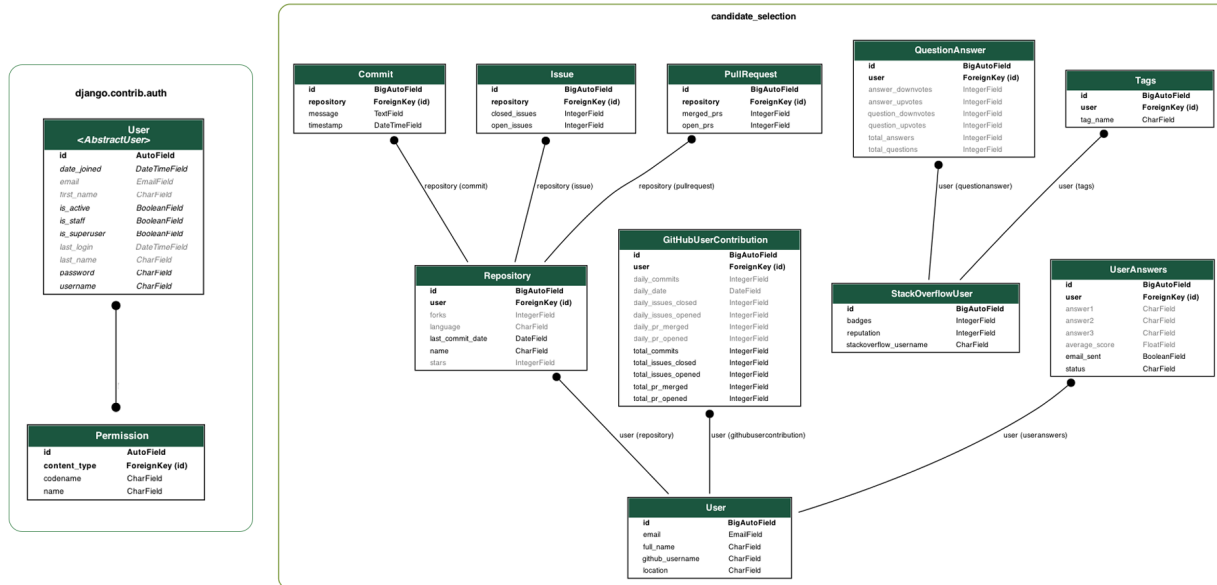 candidate_selection
django.contrib.auth
User
<AbstractUser>
id AutoField
date_joined DateTimeField
email EmailField
first_name CharField
is_active BooleanField
is_staff BooleanField
is_superuser BooleanField
last_login DateTimeField
last_name CharField
password CharField
username CharField
Permission
id AutoField
content_type ForeignKey (id)
codename CharField
name CharField
Commit
id BigAutoField
repository ForeignKey (id)
message TextField
timestamp DateTimeField
Issue
id BigAutoField
repository ForeignKey (id)
closed_issues IntegerField
open_issues IntegerField
PullRequest
id BigAutoField
repository ForeignKey (id)
merged_prs IntegerField
open_prs IntegerField
QuestionAnswer
id BigAutoField
user ForeignKey (id)
answer_downvotes IntegerField
answer_upvotes IntegerField
question_downvotes IntegerField
question_upvotes IntegerField
total_answers IntegerField
total_questions IntegerField
Tags
id BigAutoField
user ForeignKey (id)
tag_name CharField
repository (commit)
repository (issue)
repository (pullrequest)
user (questionanswer)
user (tags)
Repository
id BigAutoField
user ForeignKey (id)
forks IntegerField
language CharField
last_commit_date DateField
name CharField
stars IntegerField
GitHubUserContribution
id BigAutoField
user ForeignKey (id)
daily_commits IntegerField
daily_date DateField
daily_issues_closed IntegerField
daily_issues_opened IntegerField
daily_pr_merged IntegerField
daily_pr_opened IntegerField
total_commits IntegerField
total_issues_closed IntegerField
total_issues_opened IntegerField
total_pr_merged IntegerField
total_pr_opened IntegerField
StackOverflowUser
id BigAutoField
badges IntegerField
reputation IntegerField
stackoverflow_username CharField
UserAnswers
id BigAutoField
user ForeignKey (id)
answer1 CharField
answer2 CharField
answer3 CharField
average_score FloatField
email_sent BooleanField
status CharField
user (repository)
user (githubusercontribution)
user (useranswers)
User
id BigAutoField
email EmailField
full_name CharField
github_username CharField
location CharField